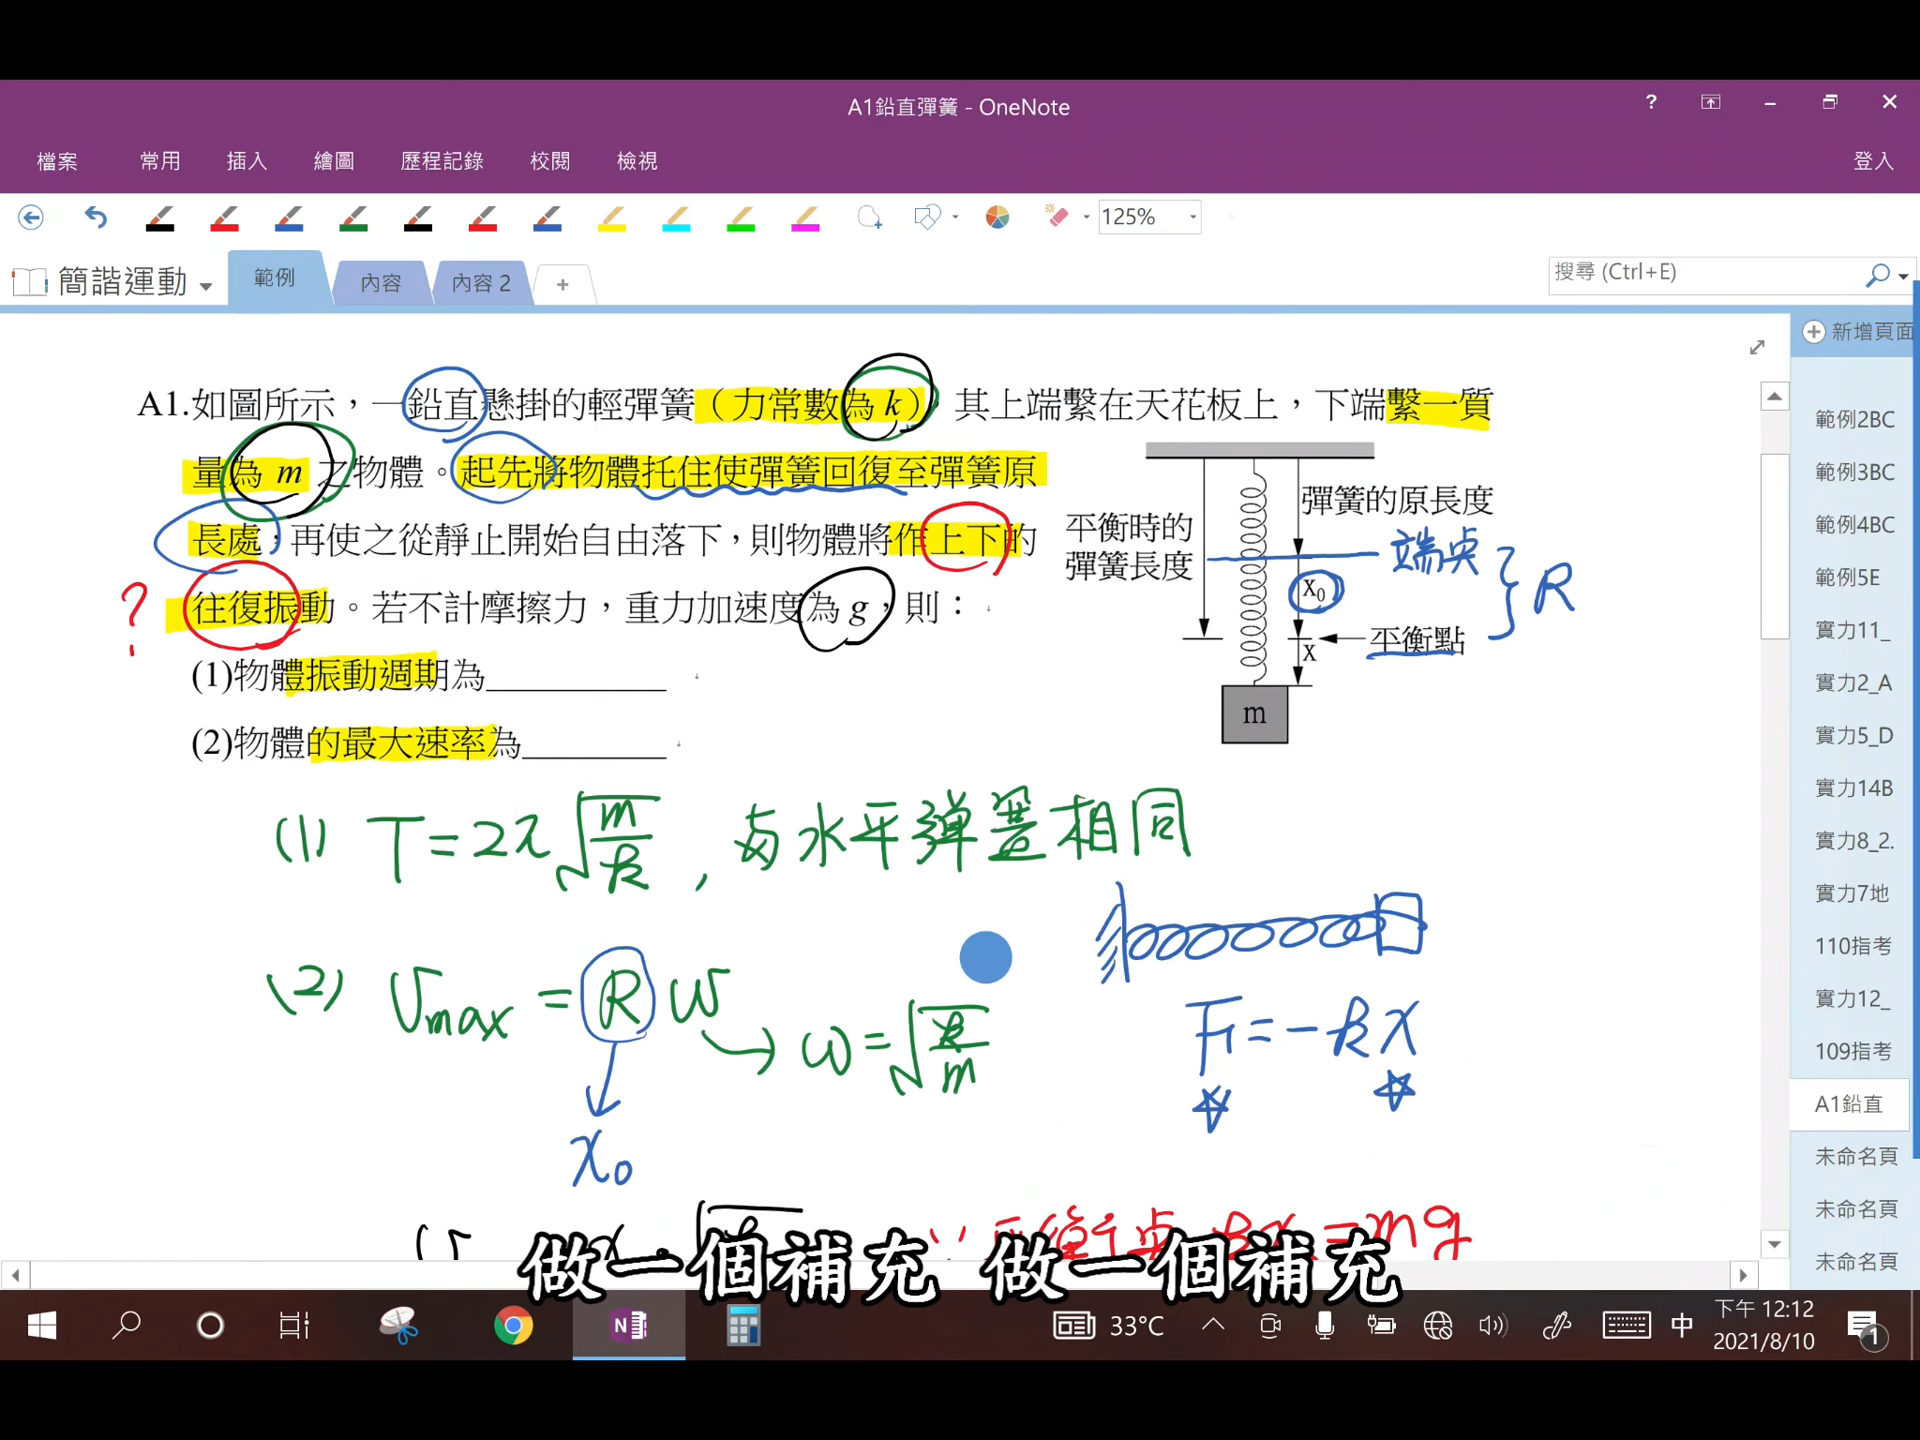 A1鉛直彈簧 - OneNote
檔案 常用 插入 繪圖 歷程記錄 校閱 檢視 登入
125%
簡諧運動 範例 內容 內容 2 +
搜尋 (Ctrl+E)
新增頁面
A1.如圖所示，一鉛直懸掛的輕彈簧（力常數為 k） 其上端繫在天花板上，下端繫一質
量為 m 之物體。起先將物體托住使彈簧回復至彈簧原
長處，再使之從靜止開始自由落下，則物體將作上下的
? 往復振動。若不計摩擦力，重力加速度為 g，則：
(1)物體振動週期為
(2)物體的最大速率為
彈簧的原長度
平衡時的
彈簧長度
端点
X₀
R
平衡點
X
m
(1) T=2π√(m/k)，與水平弹簧相同
(2) Vmax = R ω
→ ω=√(k/m)
X₀
F=-kX
=mg
做一個補充 做一個補充
範例2BC
範例3BC
範例4BC
範例5E
實力11_
實力2_A
實力5_D
實力14B
實力8_2.
實力7地
110指考
實力12_
109指考
A1鉛直
未命名頁
未命名頁
未命名頁
33°C
中
下午 12:12
2021/8/10
1